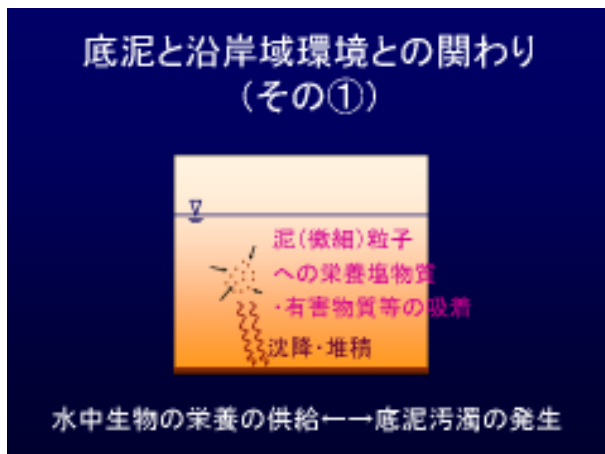 底泥と沿岸域環境との関わり
(その①)
泥(微細)粒子
への栄養塩物質
・有害物質等の吸着
沈降・堆積
水中生物の栄養の供給←→底泥汚濁の発生